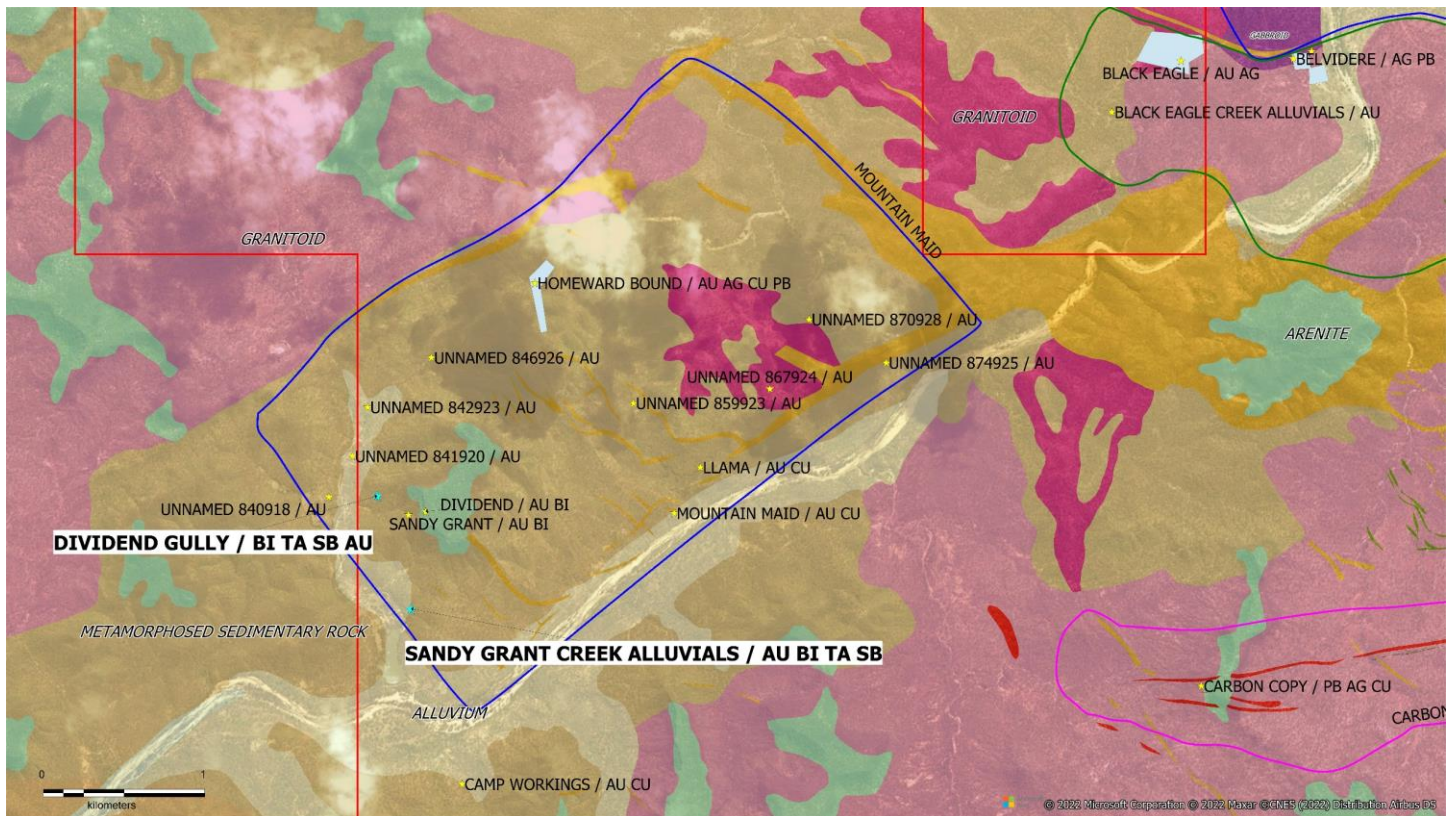 GABBROID
BELVIDERE / AG PB
BLACK EAGLE / AU AG
BLACK EAGLE CREEK ALLUVIALS / AU
GRANITOID
MOUNTAIN MAID
GRANITOID
HOMEWARD BOUND / AU AG CU PB
UNNAMED 870928 / AU
ARENITE
UNNAMED 846926 / AU
UNNAMED 874925 / AU
UNNAMED 867924 / AU
UNNAMED 842923 / AU
UNNAMED 859923 / AU
UNNAMED 841920 / AU
LLAMA / AU CU
UNNAMED 840918 / AU
DIVIDEND / AU BI
SANDY GRANT / AU BI
MOUNTAIN MAID / AU CU
DIVIDEND GULLY / BI TA SB AU
METAMORPHOSED SEDIMENTARY ROCK
SANDY GRANT CREEK ALLUVIALS / AU BI TA SB
CARBON COPY / PB AG CU
ALLUVIUM
CARBON
CAMP WORKINGS / AU CU
0 1
kilometers
© 2022 Microsoft Corporation © 2022 Maxar ©CNES (2022) Distribution Airbus DS